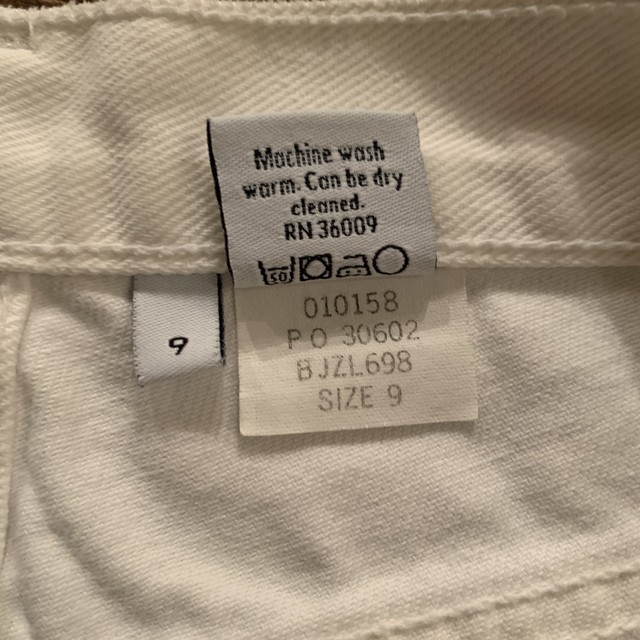 Machine wash
warm. Can be dry
cleaned.
RN 36009
010158
P O 30602
BJZL698
SIZE 9
9